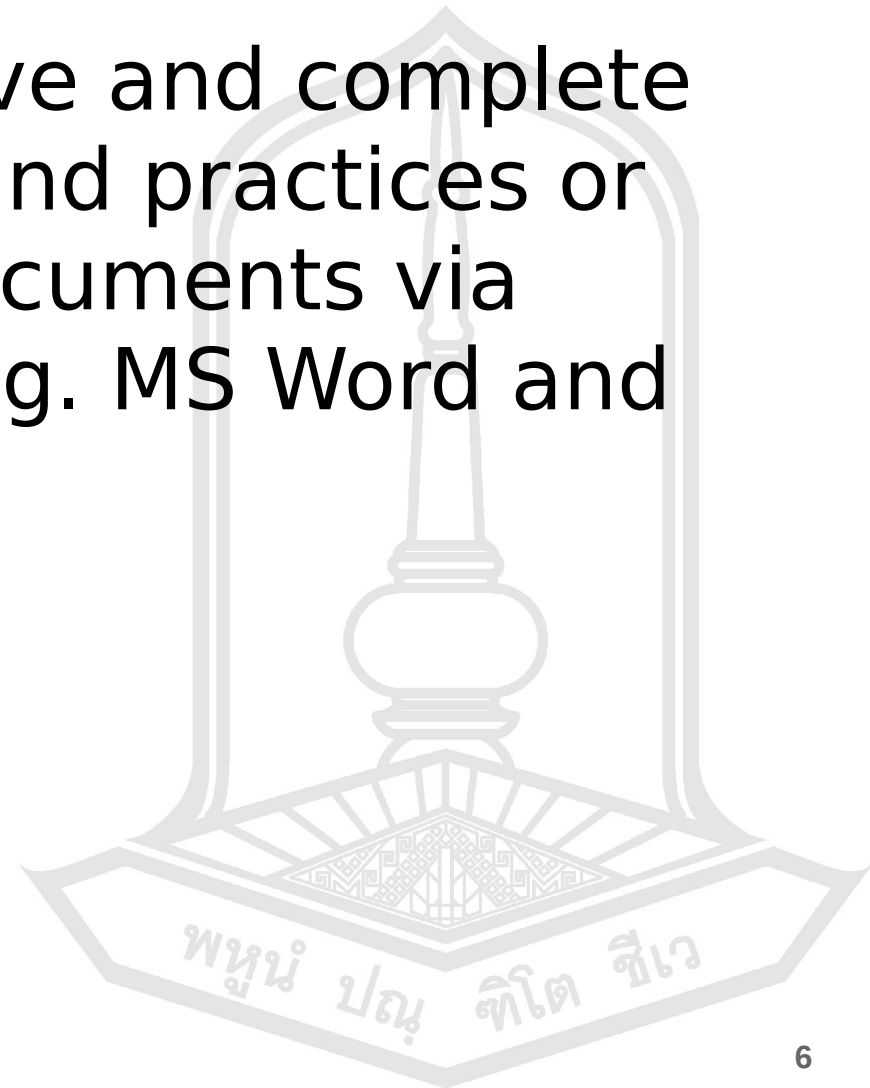 ve and complete
nd practices or
cuments via
g. MS Word and
พหูนํ ปณฺ ฑิโต ชีเว
6